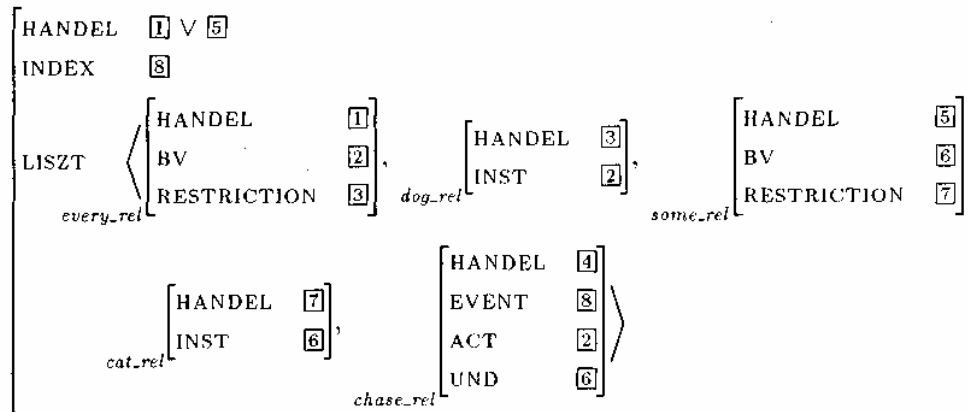 HANDEL 1 ∨ 5
INDEX 8
LISZT ⟨ every_rel [HANDEL 1, BV 2, RESTRICTION 3], dog_rel [HANDEL 3, INST 2], some_rel [HANDEL 5, BV 6, RESTRICTION 7]
cat_rel [HANDEL 7, INST 6], chase_rel [HANDEL 4, EVENT 8, ACT 2, UND 6] ⟩